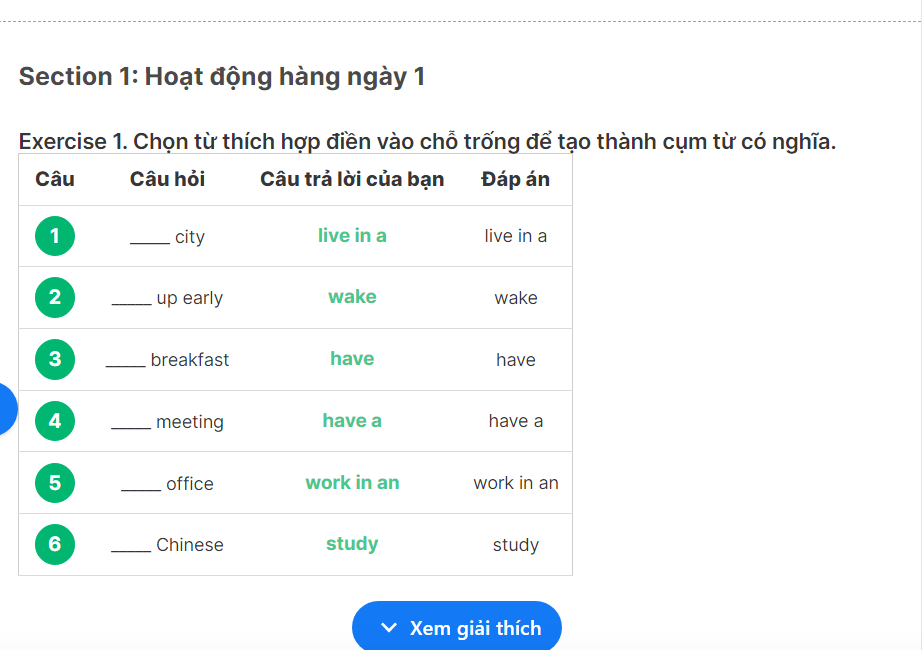 Section 1: Hoạt động hàng ngày 1
Exercise 1. Chọn từ thích hợp điền vào chỗ trống để tạo thành cụm từ có nghĩa.
Câu Câu hỏi Câu trả lời của bạn Đáp án
1 _____ city live in a live in a
2 _____ up early wake wake
3 _____ breakfast have have
4 _____ meeting have a have a
5 _____ office work in an work in an
6 _____ Chinese study study
Xem giải thích